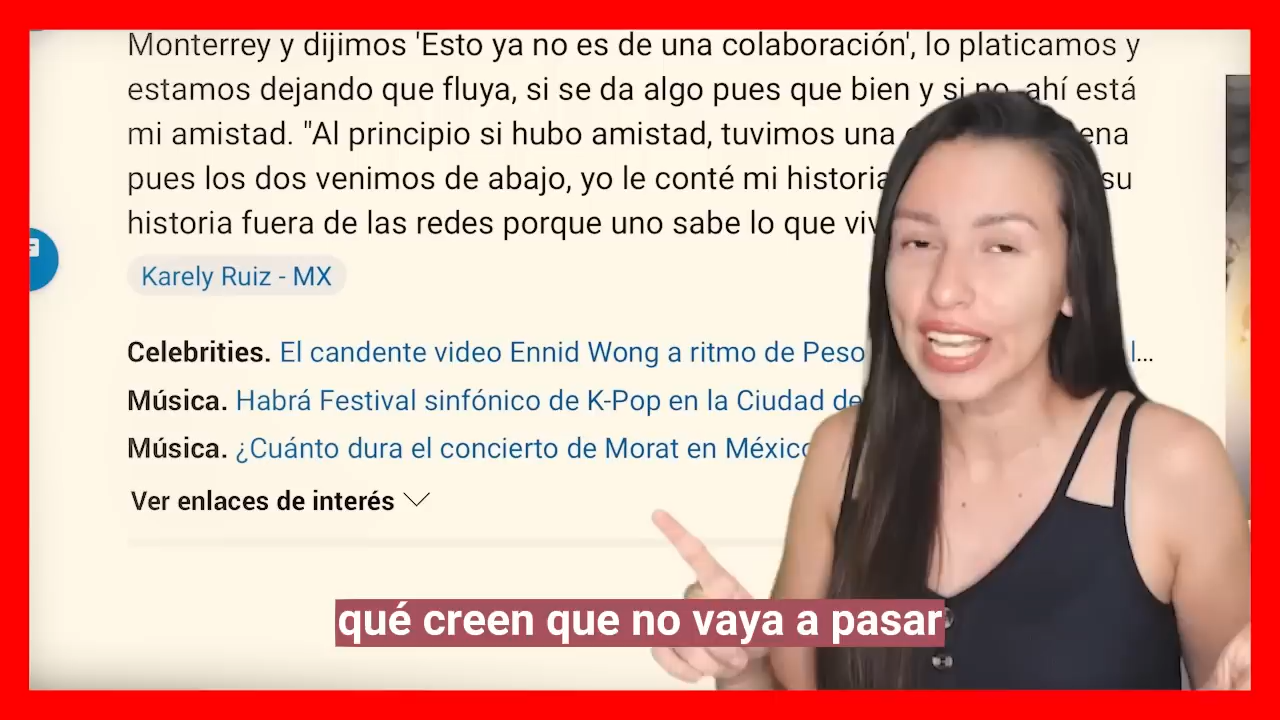 Monterrey y dijimos 'Esto ya no es de una colaboración', lo platicamos y
estamos dejando que fluya, si se da algo pues que bien y si no, ahí está
mi amistad. "Al principio si hubo amistad, tuvimos una
pues los dos venimos de abajo, yo le conté mi historia su
historia fuera de las redes porque uno sabe lo que
Karely Ruiz - MX
Celebrities. El candente video Ennid Wong a ritmo de Peso l...
Música. Habrá Festival sinfónico de K-Pop en la Ciudad de
Música. ¿Cuánto dura el concierto de Morat en México
Ver enlaces de interés
qué creen que no vaya a pasar